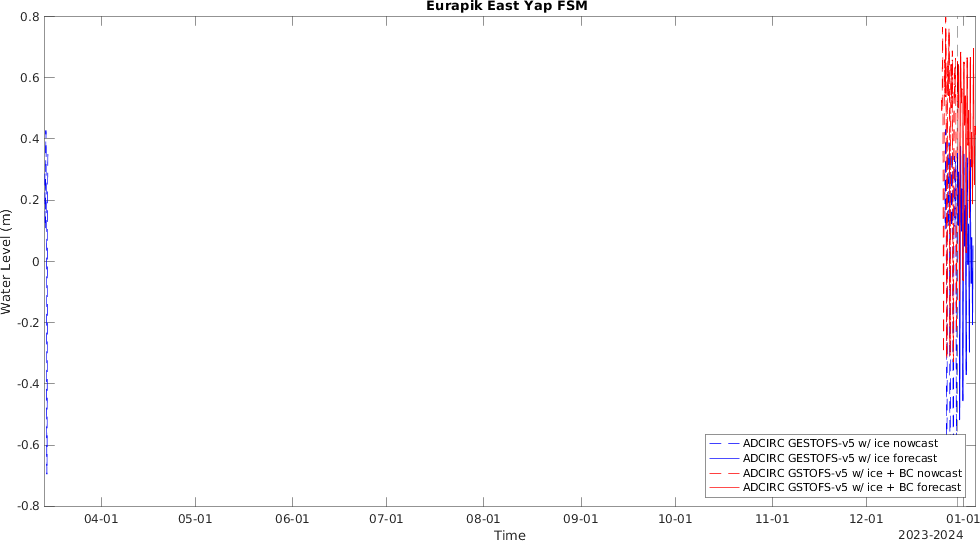 Eurapik East Yap FSM
0.8
0.6
0.4
0.2
0
-0.2
-0.4
-0.6
-0.8
Water Level (m)
ADCIRC GESTOFS-v5 w/ ice nowcast
ADCIRC GESTOFS-v5 w/ ice forecast
ADCIRC GSTOFS-v5 w/ ice + BC nowcast
ADCIRC GSTOFS-v5 w/ ice + BC forecast
04-01 05-01 06-01 07-01 08-01 09-01 10-01 11-01 12-01 01-01
Time
2023-2024